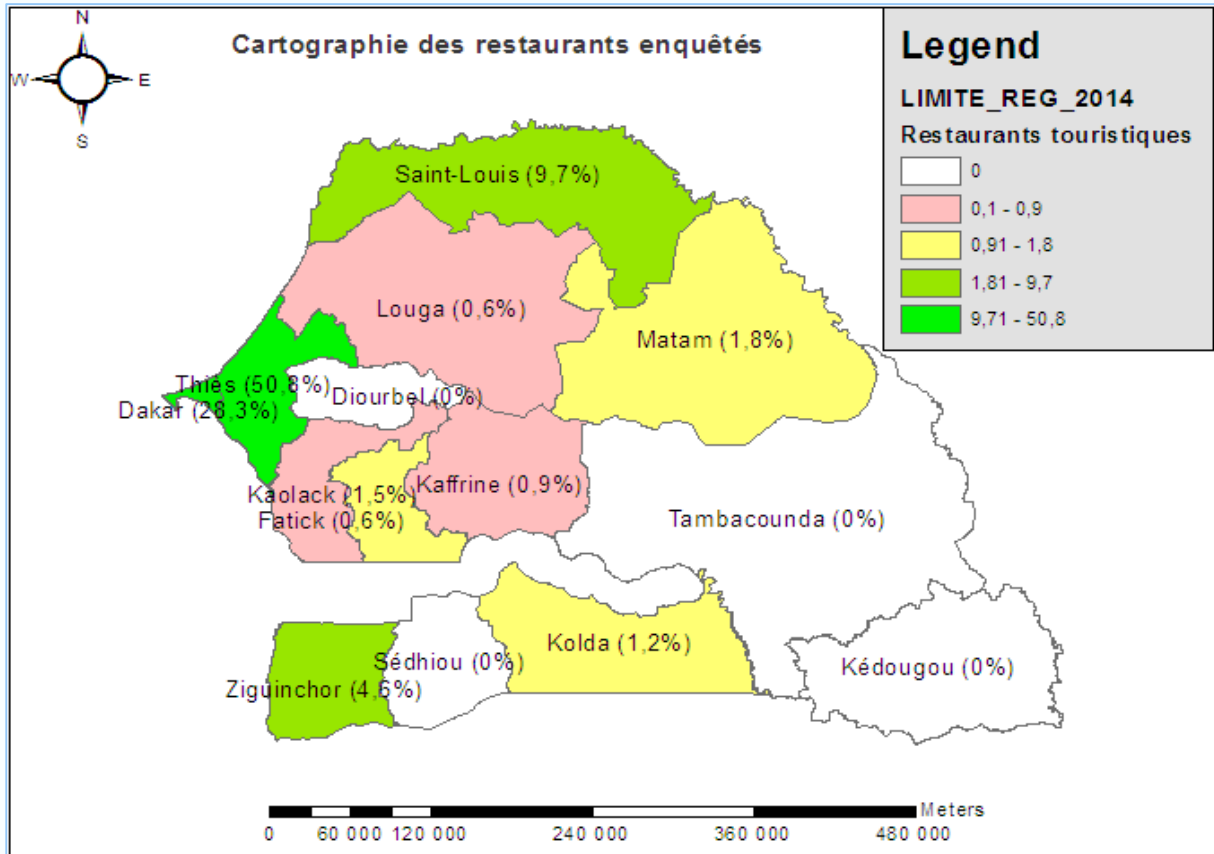 N
W
E
S
Cartographie des restaurants enquêtés
Legend
LIMITE_REG_2014
Restaurants touristiques
0
0,1 - 0,9
0,91 - 1,8
1,81 - 9,7
9,71 - 50,8
Saint-Louis (9,7%)
Louga (0,6%)
Matam (1,8%)
Thiés (50,8%)
Diourbel (0%)
Dakar (28,3%)
Kaolack (1,5%)
Kaffrine (0,9%)
Fatick (0,6%)
Tambacounda (0%)
Kolda (1,2%)
Sédhiou (0%)
Kédougou (0%)
Ziguinchor (4,6%)
Meters
0 60 000 120 000 240 000 360 000 480 000